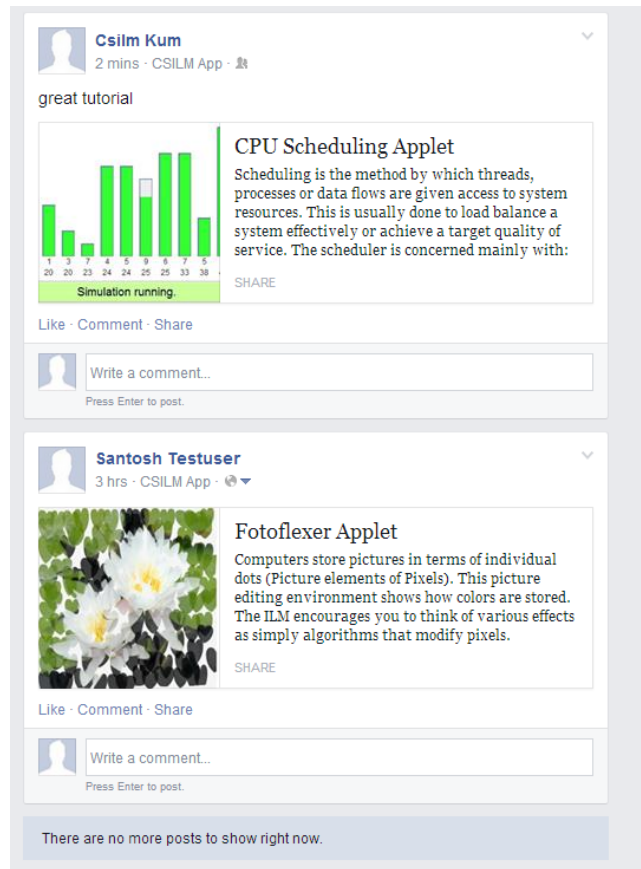 Csilm Kum
2 mins · CSILM App ·
great tutorial
CPU Scheduling Applet
Scheduling is the method by which threads,
processes or data flows are given access to system
resources. This is usually done to load balance a
system effectively or achieve a target quality of
service. The scheduler is concerned mainly with:
SHARE
1 3 7 4 5 9 6 7 5
20 20 23 24 24 25 25 33 38
Simulation running.
Like · Comment · Share
Write a comment...
Press Enter to post.
Santosh Testuser
3 hrs · CSILM App ·
Fotoflexer Applet
Computers store pictures in terms of individual
dots (Picture elements of Pixels). This picture
editing environment shows how colors are stored.
The ILM encourages you to think of various effects
as simply algorithms that modify pixels.
SHARE
Like · Comment · Share
Write a comment...
Press Enter to post.
There are no more posts to show right now.